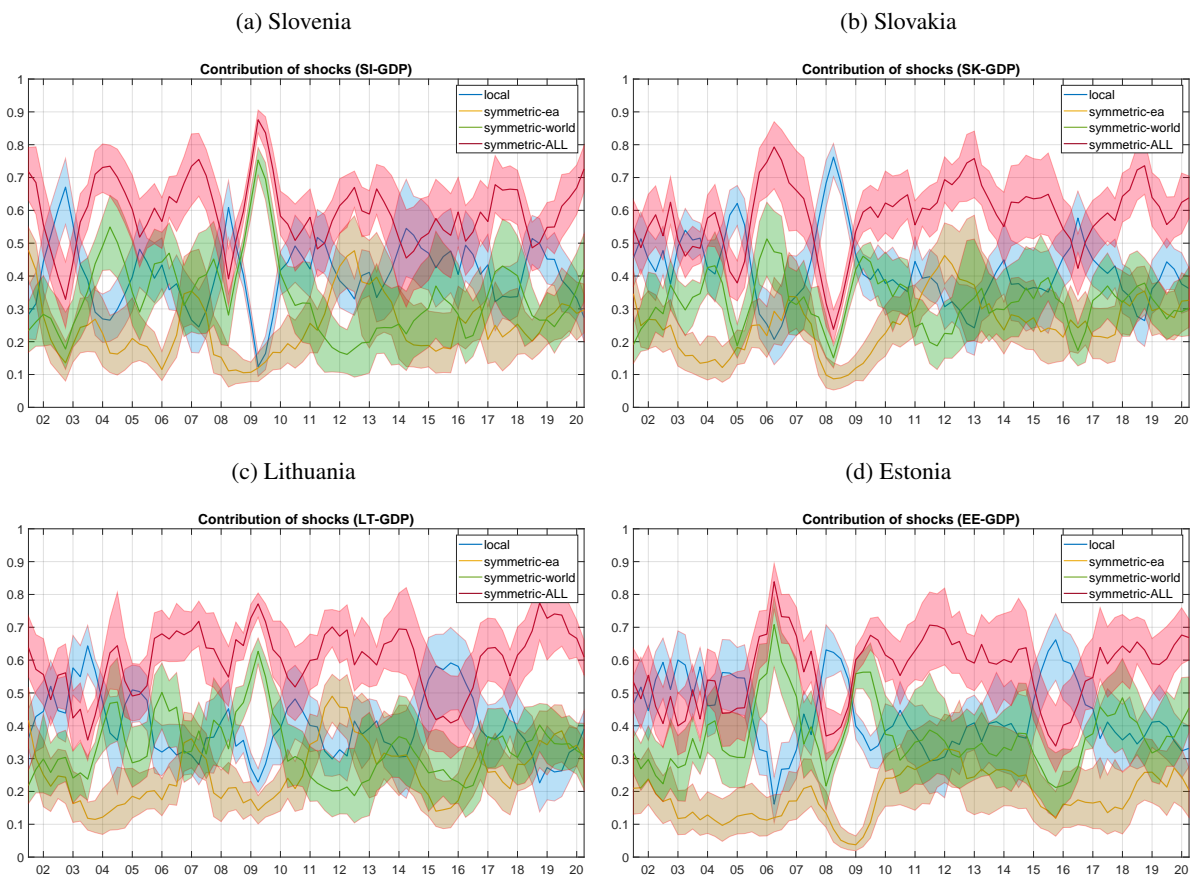 (a) Slovenia
Contribution of shocks (SI-GDP)
local
symmetric-ea
symmetric-world
symmetric-ALL
1
0.9
0.8
0.7
0.6
0.5
0.4
0.3
0.2
0.1
0
02 03 04 05 06 07 08 09 10 11 12 13 14 15 16 17 18 19 20
(b) Slovakia
Contribution of shocks (SK-GDP)
local
symmetric-ea
symmetric-world
symmetric-ALL
1
0.9
0.8
0.7
0.6
0.5
0.4
0.3
0.2
0.1
0
02 03 04 05 06 07 08 09 10 11 12 13 14 15 16 17 18 19 20
(c) Lithuania
Contribution of shocks (LT-GDP)
local
symmetric-ea
symmetric-world
symmetric-ALL
1
0.9
0.8
0.7
0.6
0.5
0.4
0.3
0.2
0.1
0
02 03 04 05 06 07 08 09 10 11 12 13 14 15 16 17 18 19 20
(d) Estonia
Contribution of shocks (EE-GDP)
local
symmetric-ea
symmetric-world
symmetric-ALL
1
0.9
0.8
0.7
0.6
0.5
0.4
0.3
0.2
0.1
0
02 03 04 05 06 07 08 09 10 11 12 13 14 15 16 17 18 19 20